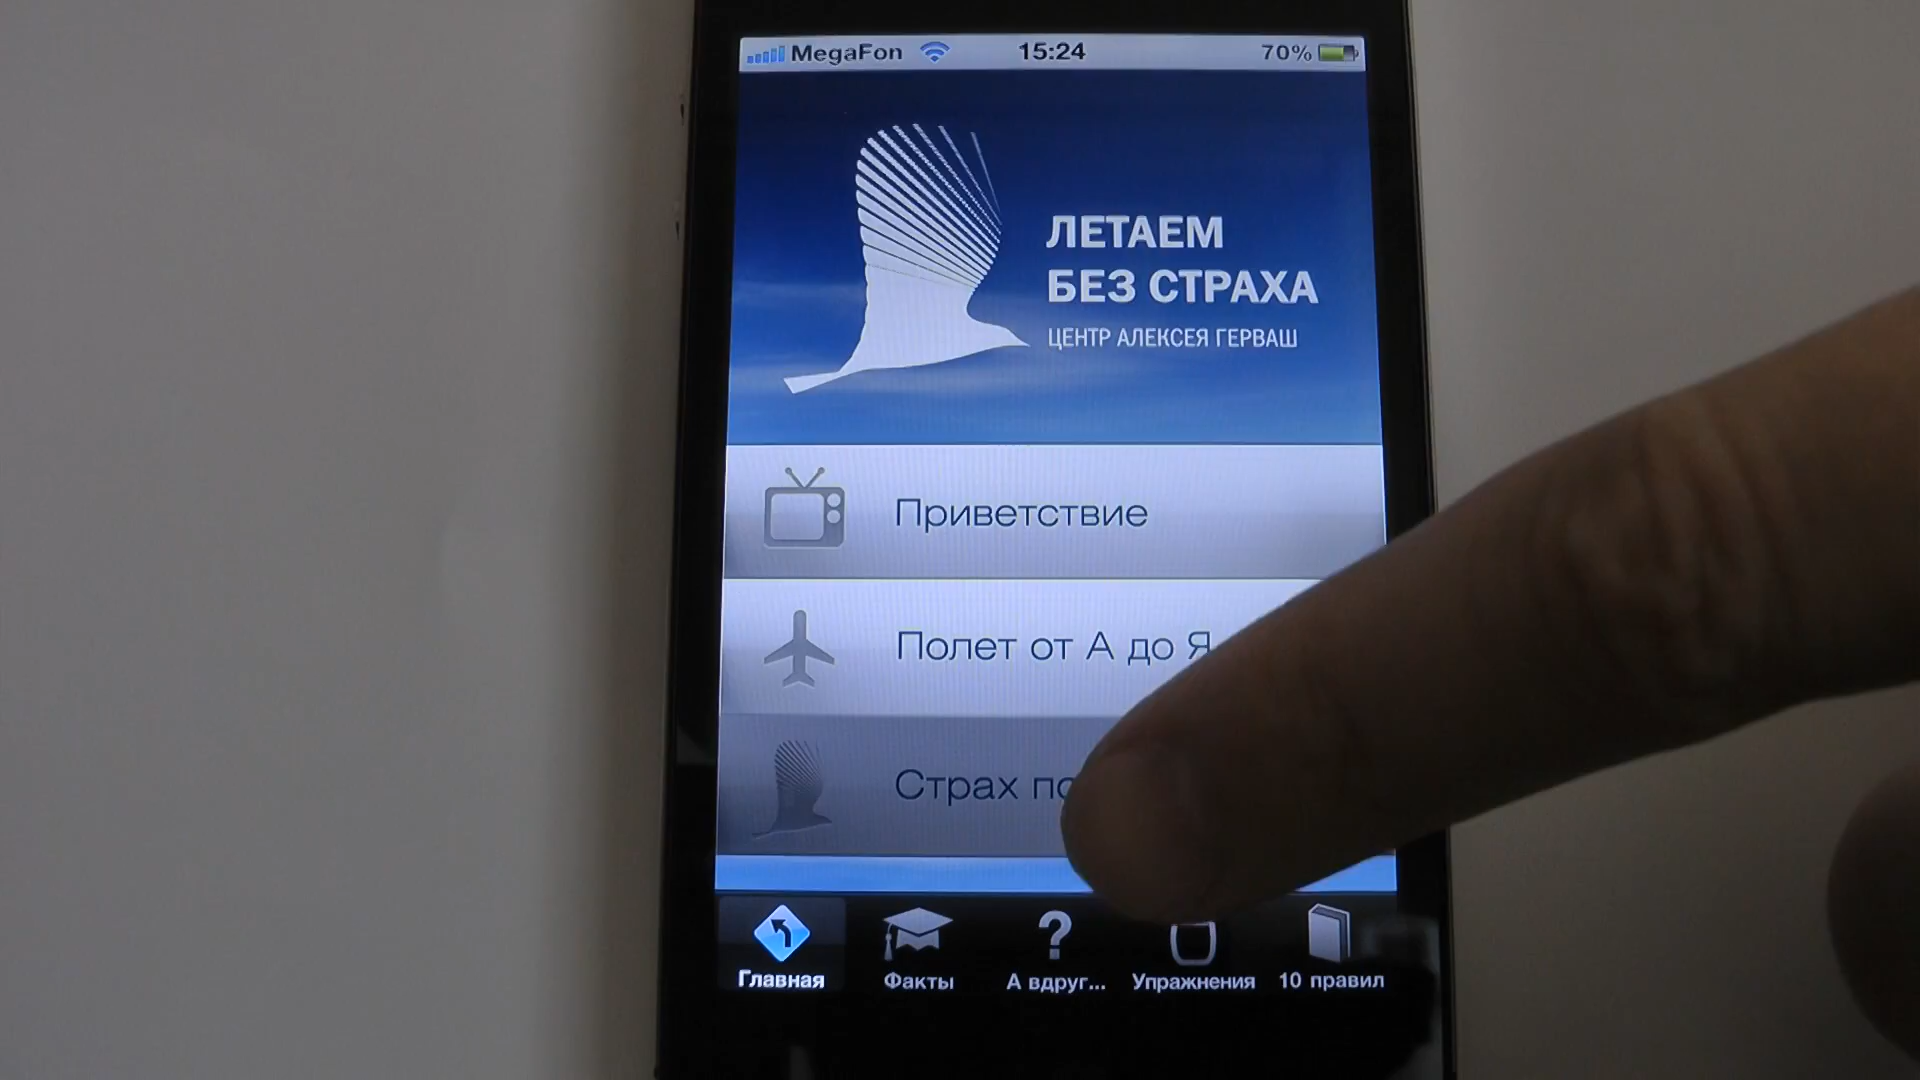 MegaFon 15:24 70%
ЛЕТАЕМ
БЕЗ СТРАХА
ЦЕНТР АЛЕКСЕЯ ГЕРВАШ
Приветствие
Полет от А до Я
Страх
Главная Факты А вдруг... Упражнения 10 правил